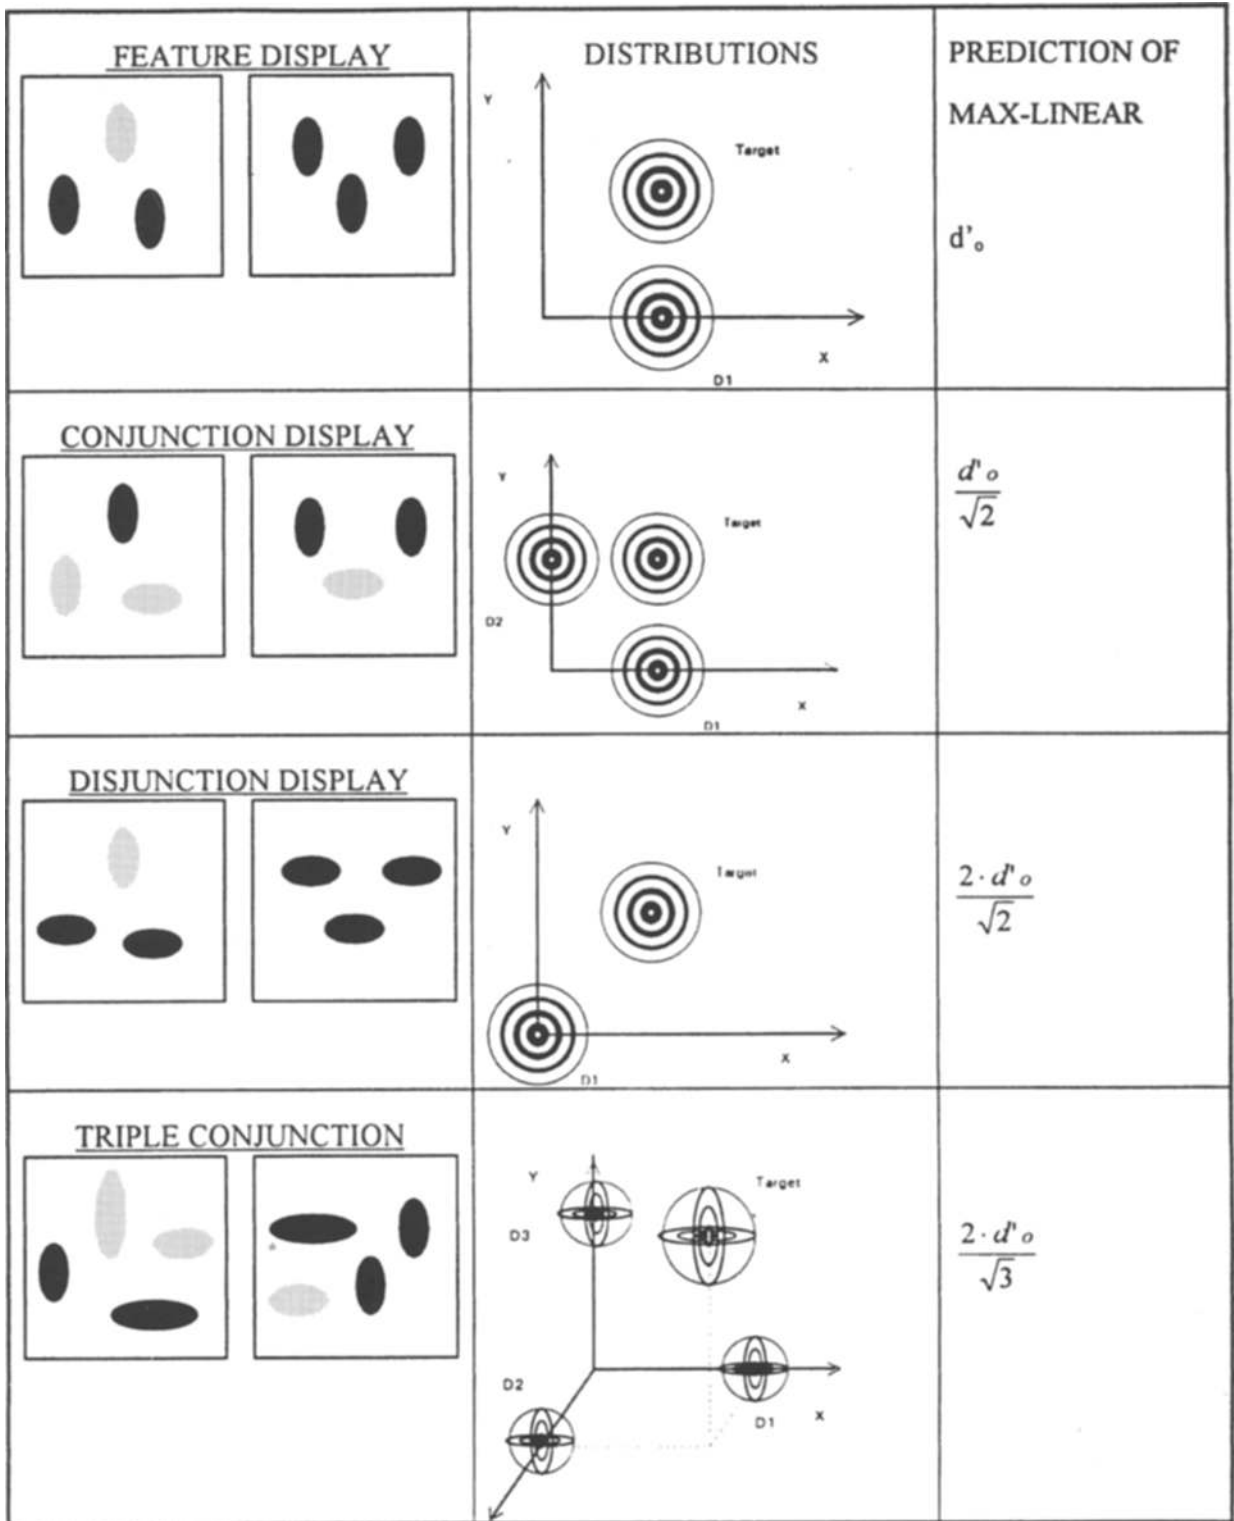 FEATURE DISPLAY
DISTRIBUTIONS
PREDICTION OF
MAX-LINEAR
Y
Target
X
D1
d'ₒ
CONJUNCTION DISPLAY
Y
Target
D2
X
D1
d'ₒ
√2
DISJUNCTION DISPLAY
Y
Target
X
D1
2 · d'ₒ
√2
TRIPLE CONJUNCTION
Y
Target
D3
D2
D1
X
2 · d'ₒ
√3